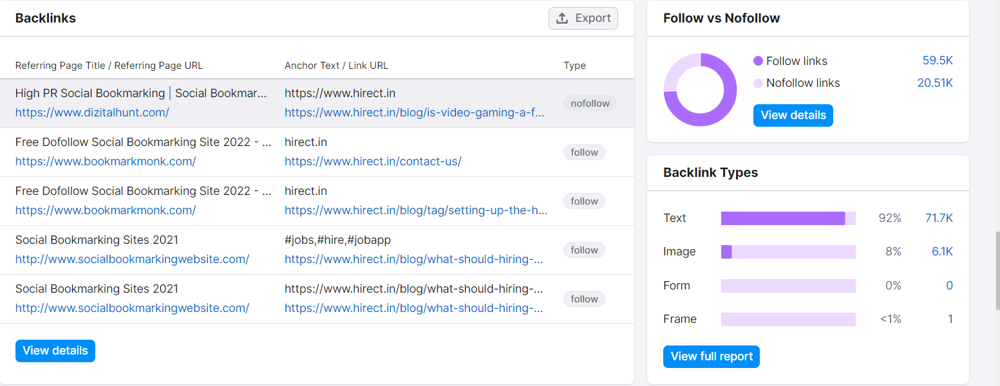 Backlinks
Export
Referring Page Title / Referring Page URL
Anchor Text / Link URL
Type
High PR Social Bookmarking | Social Bookmar...
https://www.hirect.in
nofollow
https://www.dizitalhunt.com/
https://www.hirect.in/blog/is-video-gaming-a-f...
Free Dofollow Social Bookmarking Site 2022 - ...
hirect.in
follow
https://www.bookmarkmonk.com/
https://www.hirect.in/contact-us/
Free Dofollow Social Bookmarking Site 2022 - ...
hirect.in
follow
https://www.bookmarkmonk.com/
https://www.hirect.in/blog/tag/setting-up-the-h...
Social Bookmarking Sites 2021
#jobs,#hire,#jobapp
follow
http://www.socialbookmarkingwebsite.com/
https://www.hirect.in/blog/what-should-hiring-...
Social Bookmarking Sites 2021
https://www.hirect.in/blog/what-should-hiring-...
follow
http://www.socialbookmarkingwebsite.com/
https://www.hirect.in/blog/what-should-hiring-...
View details
Follow vs Nofollow
Follow links 59.5K
Nofollow links 20.51K
View details
Backlink Types
Text 92% 71.7K
Image 8% 6.1K
Form 0% 0
Frame <1% 1
View full report